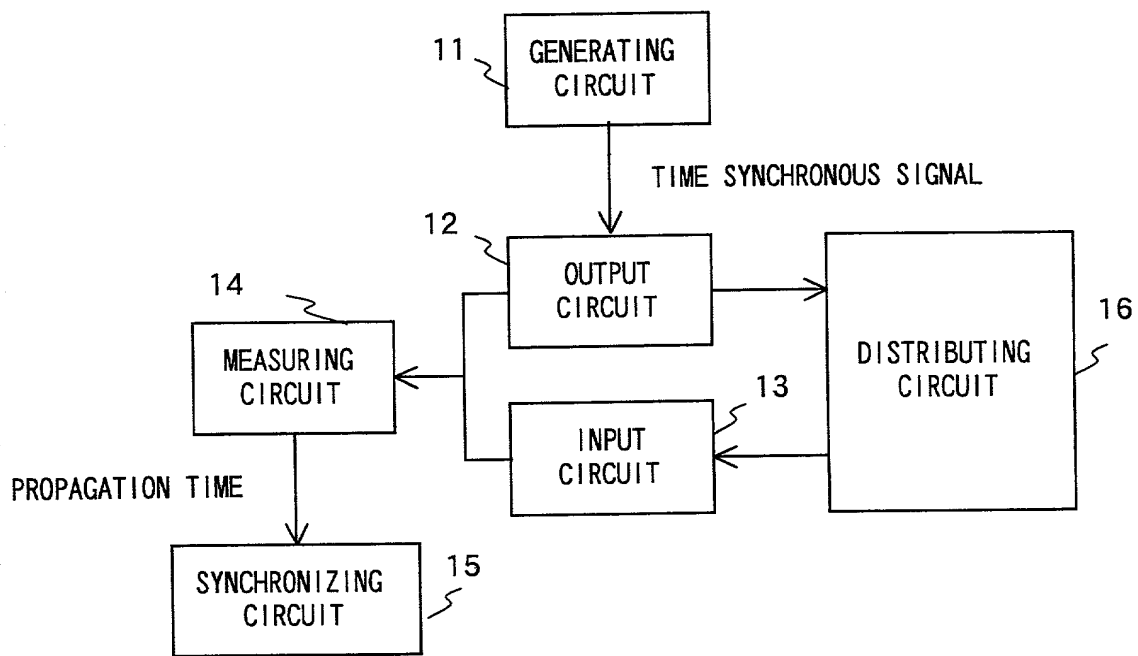 11
GENERATING
CIRCUIT
TIME SYNCHRONOUS SIGNAL
12
OUTPUT
CIRCUIT
14
MEASURING
CIRCUIT
16
DISTRIBUTING
CIRCUIT
13
INPUT
CIRCUIT
PROPAGATION TIME
15
SYNCHRONIZING
CIRCUIT